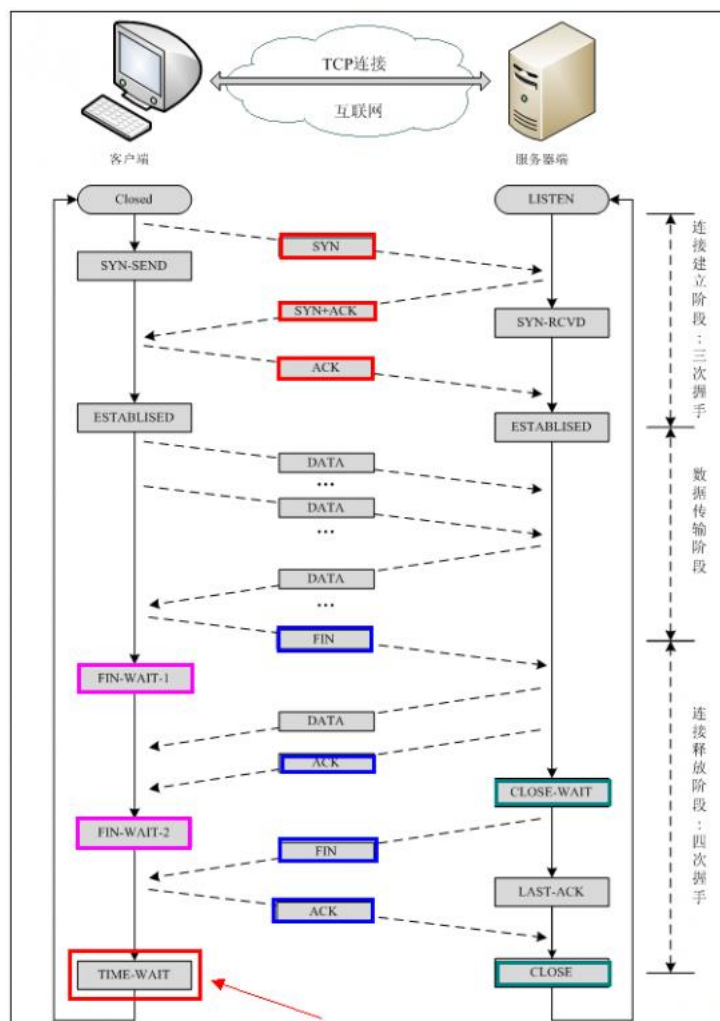 TCP连接
互联网
客户端
服务器端
Closed
LISTEN
SYN
SYN-SEND
SYN+ACK
SYN-RCVD
ACK
ESTABLISED
ESTABLISED
连接建立阶段：三次握手
DATA
...
DATA
...
DATA
...
数据传输阶段
FIN
FIN-WAIT-1
DATA
ACK
CLOSE-WAIT
FIN-WAIT-2
FIN
LAST-ACK
ACK
TIME-WAIT
CLOSE
连接释放阶段：四次握手